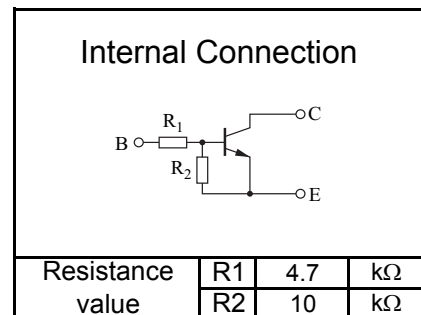 Internal Connection
C
R1
B
R2
E
Resistance value R1 4.7 kΩ
R2 10 kΩ